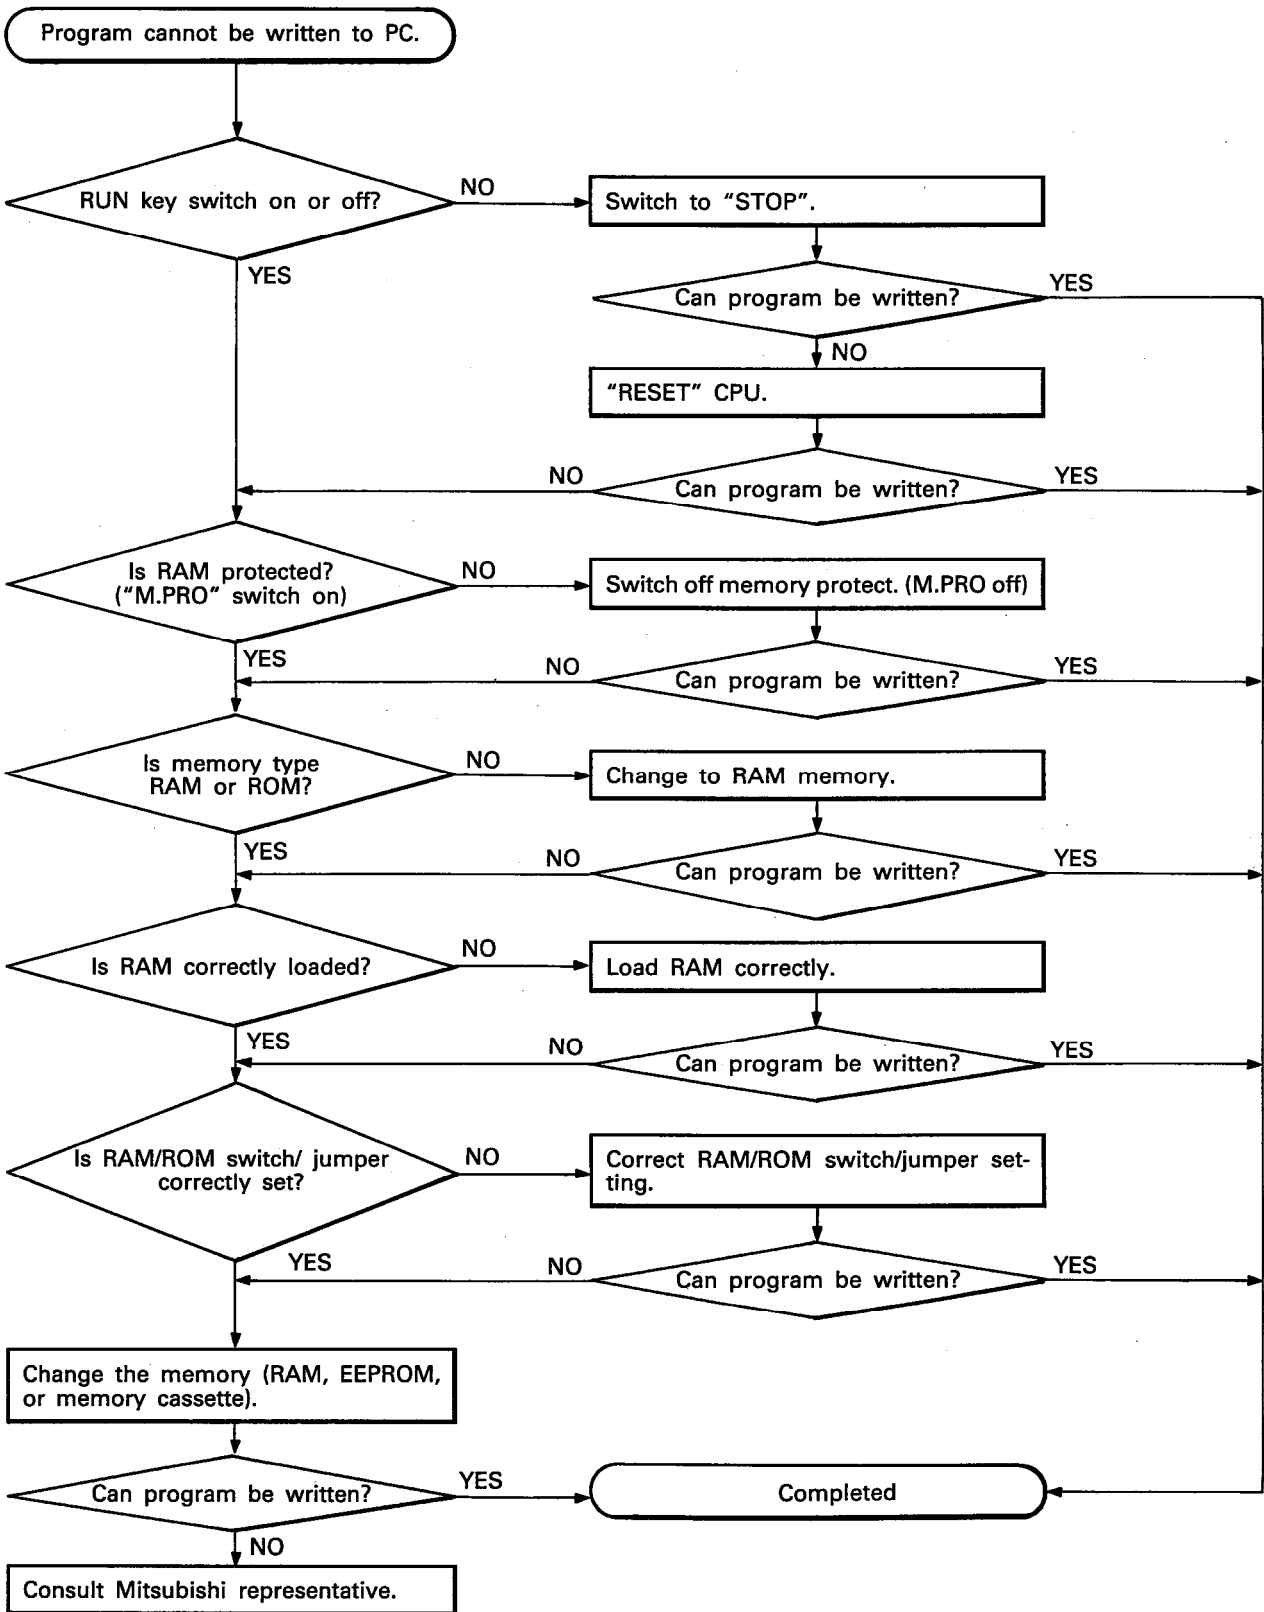 Program cannot be written to PC.
RUN key switch on or off?
NO
Switch to “STOP”.
YES
Can program be written?
YES
NO
“RESET” CPU.
NO
Can program be written?
YES
Is RAM protected?
(“M.PRO” switch on)
NO
Switch off memory protect. (M.PRO off)
YES
NO
Can program be written?
YES
Is memory type
RAM or ROM?
NO
Change to RAM memory.
YES
NO
Can program be written?
YES
Is RAM correctly loaded?
NO
Load RAM correctly.
YES
NO
Can program be written?
YES
Is RAM/ROM switch/ jumper
correctly set?
NO
Correct RAM/ROM switch/jumper set-
ting.
YES
NO
Can program be written?
YES
Change the memory (RAM, EEPROM,
or memory cassette).
Can program be written?
YES
Completed
NO
Consult Mitsubishi representative.